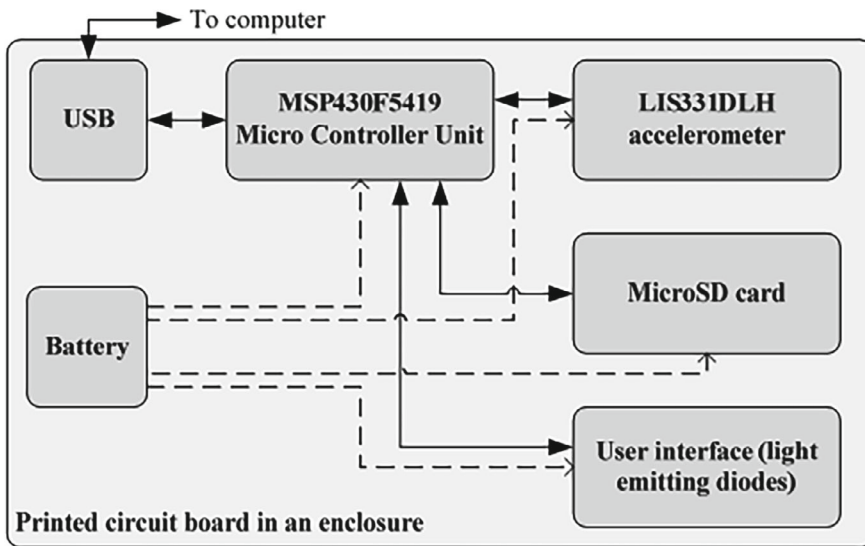 To computer
USB
MSP430F5419
Micro Controller Unit
LIS331DLH
accelerometer
MicroSD card
Battery
User interface (light
emitting diodes)
Printed circuit board in an enclosure